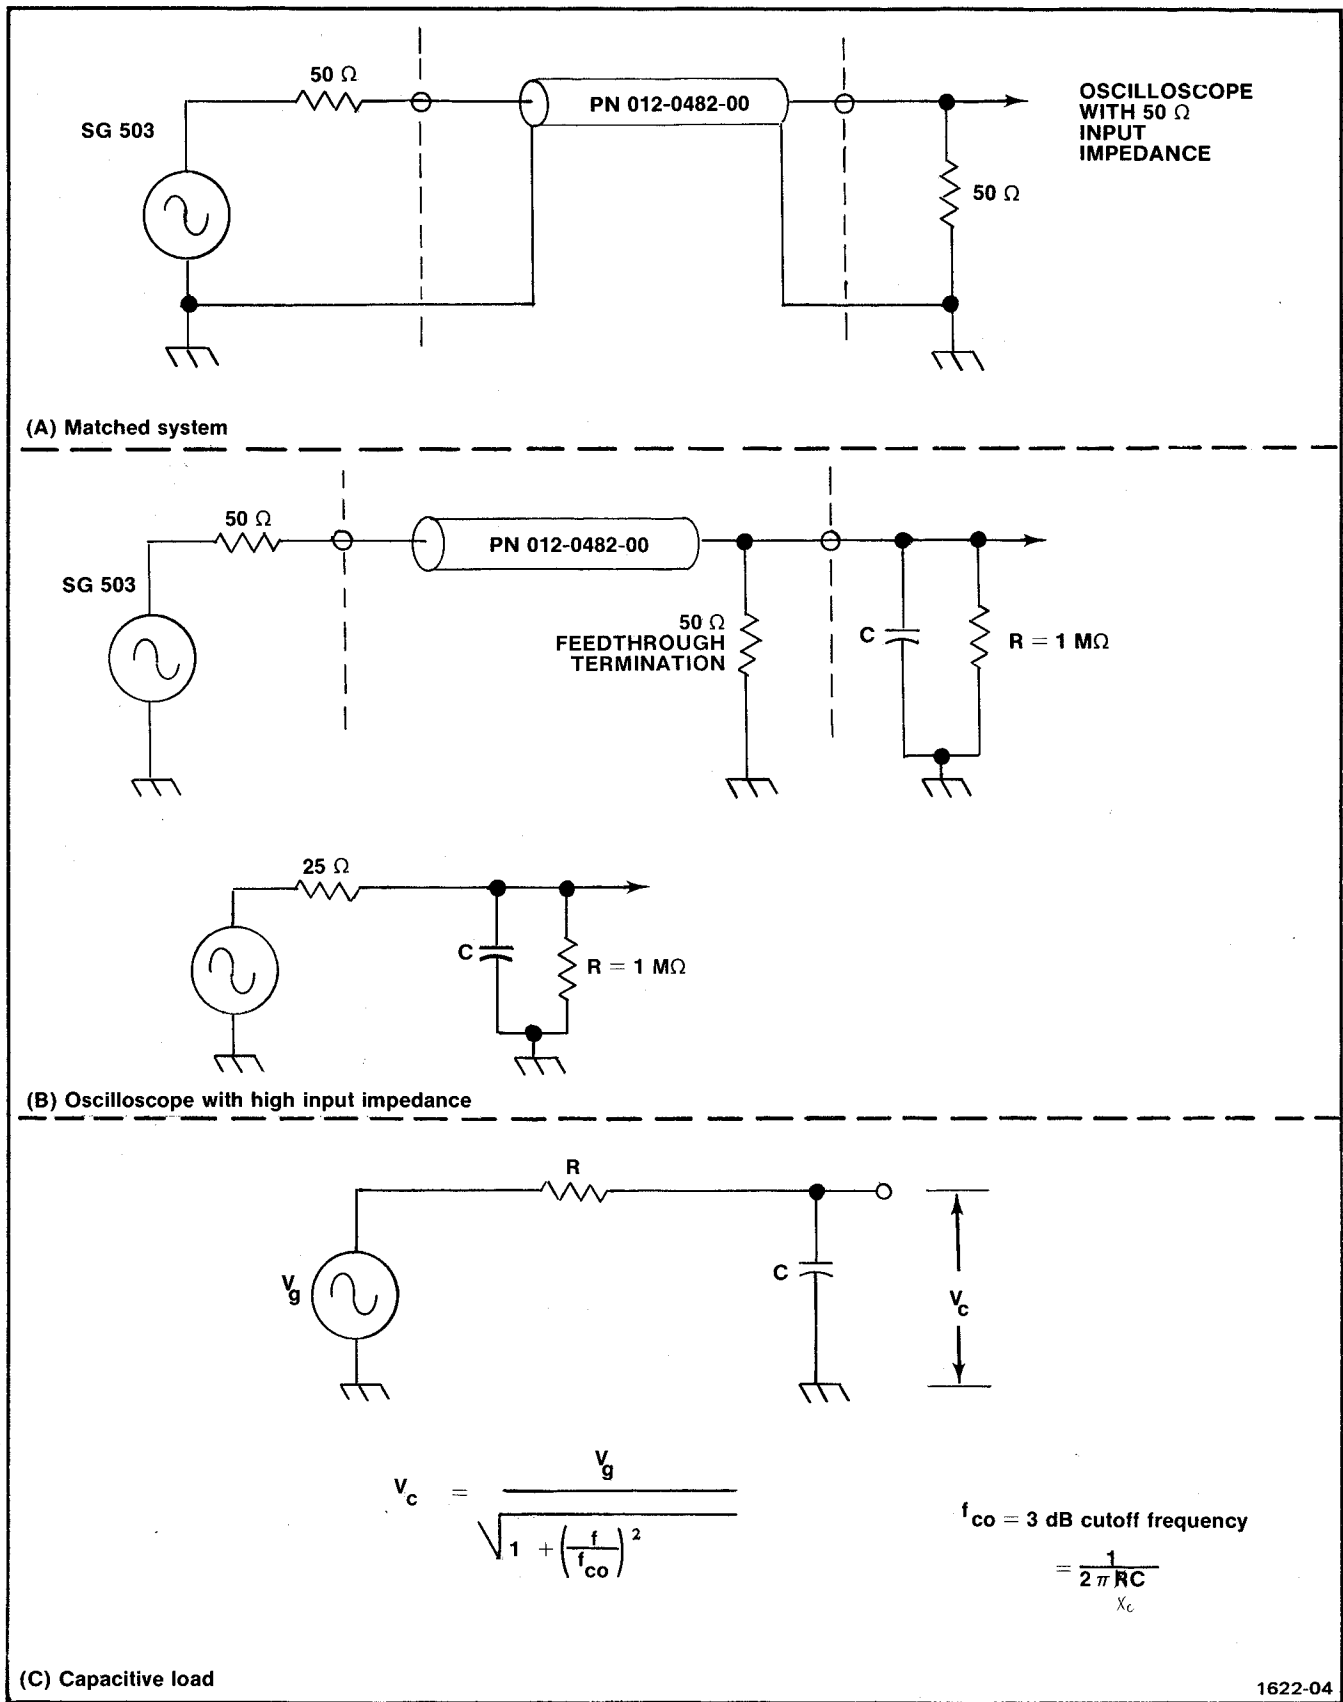 50 Ω
PN 012-0482-00
OSCILLOSCOPE
WITH 50 Ω
INPUT
IMPEDANCE
SG 503
50 Ω
(A) Matched system
50 Ω
PN 012-0482-00
SG 503
50 Ω
FEEDTHROUGH
TERMINATION
C
R = 1 MΩ
25 Ω
C
R = 1 MΩ
(B) Oscilloscope with high input impedance
R
Vg
C
Vc
Vc = Vg / √1 + (f/fco)²
fco = 3 dB cutoff frequency
= 1 / 2 π RC
Xc
(C) Capacitive load
1622-04